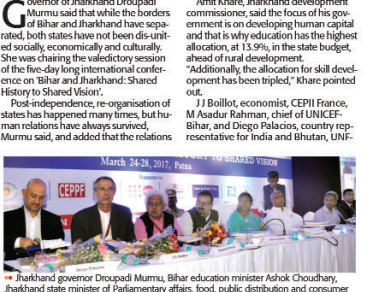 Governor of Jharkhand Droupadi
Murmu said that while the borders
of Bihar and Jharkhand have sepa-
rated, both states have not been dis-unit-
ed socially, economically and culturally.
She was chairing the valedictory session
of the five-day long international confer-
ence on 'Bihar and Jharkhand: Shared
History to Shared Vision'.
Post-independence, re-organisation of
states has happened many times, but hu-
man relations have always survived,
Murmu said, and added that the relations
Amit Khare, Jharkhand development
commissioner, said the focus of his gov-
ernment is on developing human capital
and that is why education has the highest
allocation, at 13.9%, in the state budget,
ahead of rural development.
"Additionally, the allocation for skill devel-
opment has been tripled," Khare pointed
out.
J J Boillot, economist, CEPII France,
M Asadur Rahman, chief of UNICEF-
Bihar, and Diego Palacios, country rep-
resentative for India and Bhutan, UNF-
TORY TO SHARED VISION
March 24-28, 2017, Patna
CEPPF
Jharkhand governor Droupadi Murmu, Bihar education minister Ashok Choudhary,
Jharkhand state minister of Parliamentary affairs, food, public distribution and consumer